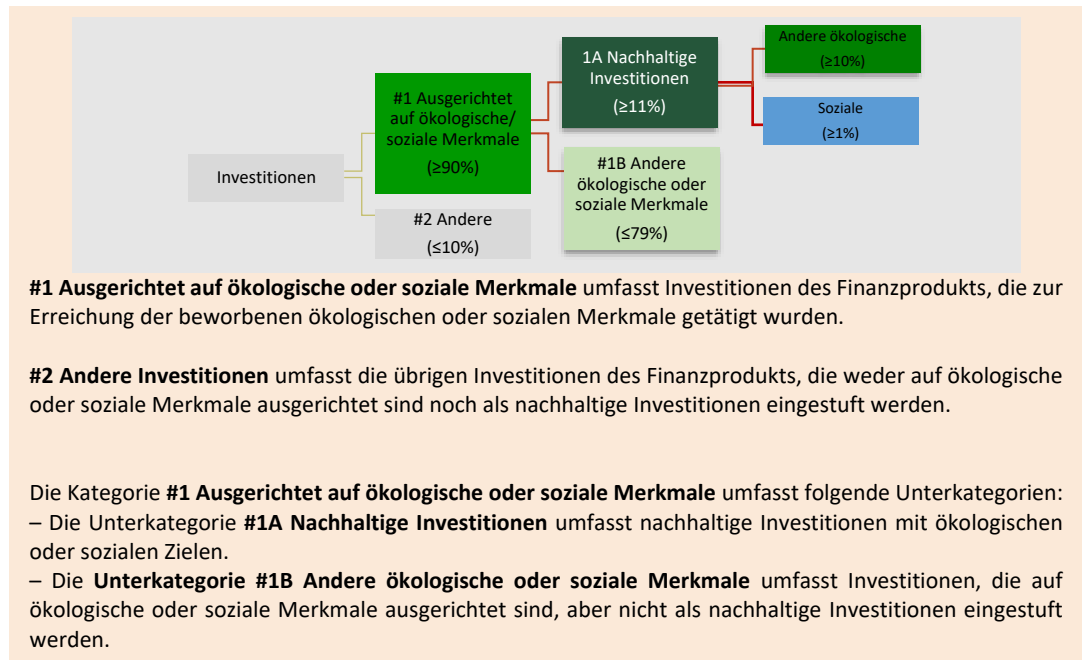 Investitionen
#1 Ausgerichtet
auf ökologische/
soziale Merkmale
(≥90%)
#2 Andere
(≤10%)
1A Nachhaltige
Investitionen
(≥11%)
#1B Andere
ökologische oder
soziale Merkmale
(≤79%)
Andere ökologische
(≥10%)
Soziale
(≥1%)
#1 Ausgerichtet auf ökologische oder soziale Merkmale umfasst Investitionen des Finanzprodukts, die zur
Erreichung der beworbenen ökologischen oder sozialen Merkmale getätigt wurden.
#2 Andere Investitionen umfasst die übrigen Investitionen des Finanzprodukts, die weder auf ökologische
oder soziale Merkmale ausgerichtet sind noch als nachhaltige Investitionen eingestuft werden.
Die Kategorie #1 Ausgerichtet auf ökologische oder soziale Merkmale umfasst folgende Unterkategorien:
– Die Unterkategorie #1A Nachhaltige Investitionen umfasst nachhaltige Investitionen mit ökologischen
oder sozialen Zielen.
– Die Unterkategorie #1B Andere ökologische oder soziale Merkmale umfasst Investitionen, die auf
ökologische oder soziale Merkmale ausgerichtet sind, aber nicht als nachhaltige Investitionen eingestuft
werden.